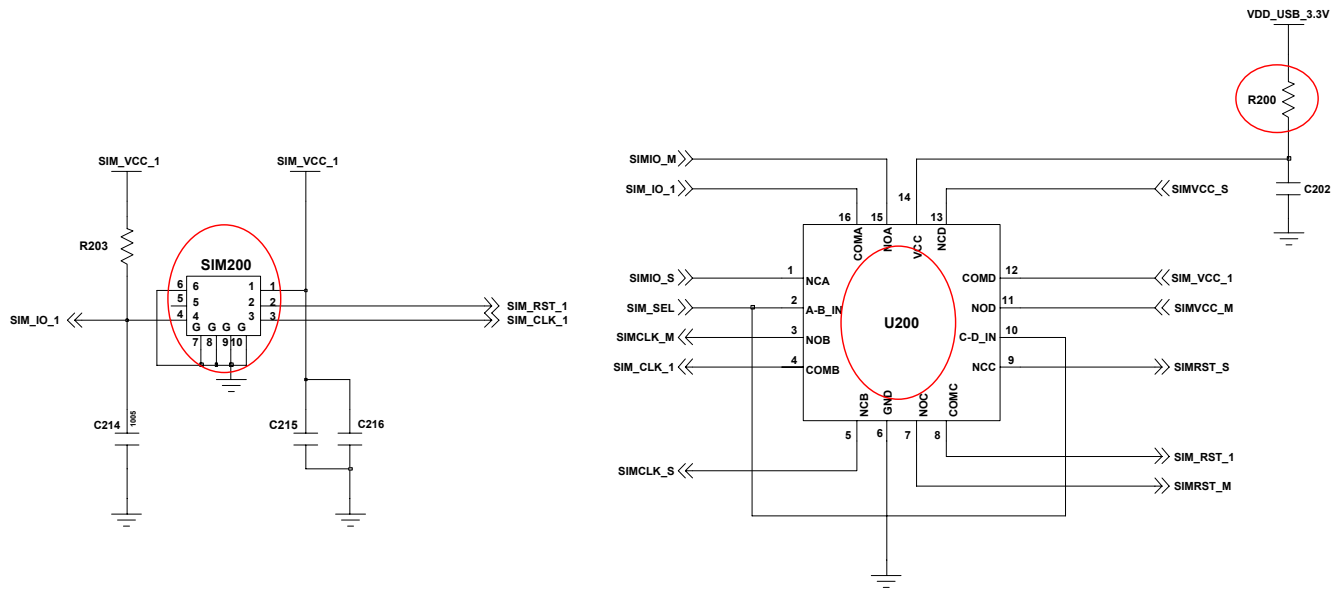 VDD_USB_3.3V
R200
C202
SIM_VCC_1
SIM_VCC_1
R203
SIM200
6 6 1 1
5 5 2 2
4 4 3 3
G G G G
7 8 9 10
SIM_IO_1
SIM_RST_1
SIM_CLK_1
C214
1005
C215
C216
SIMIO_M
SIM_IO_1
14
SIMVCC_S
16 15 13
COMA
NOA
VCC
NCD
SIMIO_S 1 NCA
COMD 12 SIM_VCC_1
SIM_SEL 2 A-B_IN
NOD 11 SIMVCC_M
U200
SIMCLK_M 3 NOB
C-D_IN 10
SIM_CLK_1 4 COMB
NCC 9 SIMRST_S
NCB
GND
NOC
COMC
5 6 7 8
SIMCLK_S
SIM_RST_1
SIMRST_M